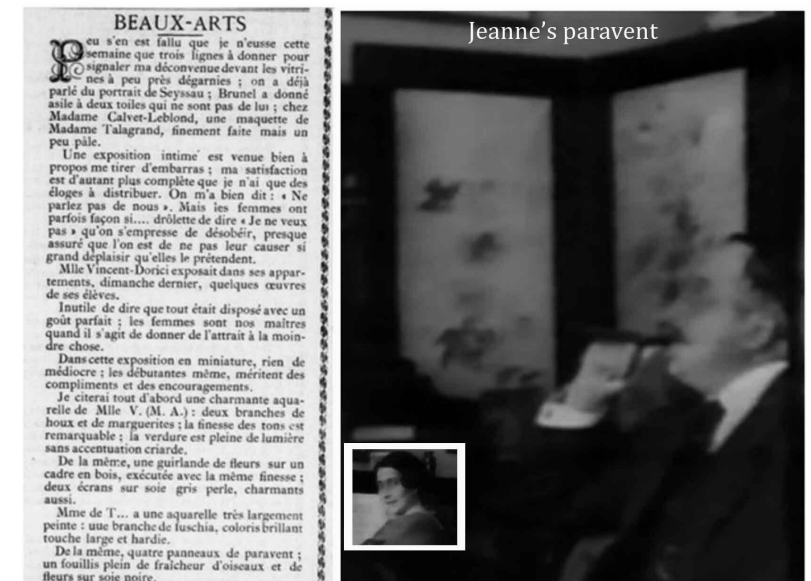 BEAUX-ARTS
Peu s'en est fallu que je n'eusse cette
semaine que trois lignes à donner pour
signaler ma déconvenue devant les vitri-
nes à peu près dégarnies ; on a déjà
parlé du portrait de Seyssau ; Brunel a donné
asile à deux toiles qui ne sont pas de lui ; chez
Madame Calvet-Leblond, une maquette de
Madame Talagrand, finement faite mais un
peu pâle.
Une exposition intime est venue bien à
propos me tirer d'embarras ; ma satisfaction
est d'autant plus complète que je n'ai que des
éloges à distribuer. On m'a bien dit : « Ne
parlez pas de nous ». Mais les femmes ont
parfois façon si.... drôlette de dire « Je ne veux
pas » qu'on s'empresse de désobéir, presque
assuré que l'on est de ne pas leur causer si
grand déplaisir qu'elles le prétendent.
Mlle Vincent-Dorici exposait dans ses appar-
tements, dimanche dernier, quelques œuvres
de ses élèves.
Inutile de dire que tout était disposé avec un
goût parfait ; les femmes sont nos maîtres
quand il s'agit de donner de l'attrait à la moin-
dre chose.
Dans cette exposition en miniature, rien de
médiocre ; les débutantes même, méritent des
compliments et des encouragements.
Je citerai tout d'abord une charmante aqua-
relle de Mlle V. (M. A.) : deux branches de
houx et de marguerites ; la finesse des tons est
remarquable ; la verdure est pleine de lumière
sans accentuation criarde.
De la même, une guirlande de fleurs sur un
cadre en bois, exécutée avec la même finesse ;
deux écrans sur soie gris perle, charmants
aussi.
Mme de T... a une aquarelle très largement
peinte : uue branche de fuschia, coloris brillant
touche large et hardie.
De la même, quatre panneaux de paravent ;
un fouillis plein de fraîcheur d'oiseaux et de
fleurs sur soie noire.
Jeanne's paravent